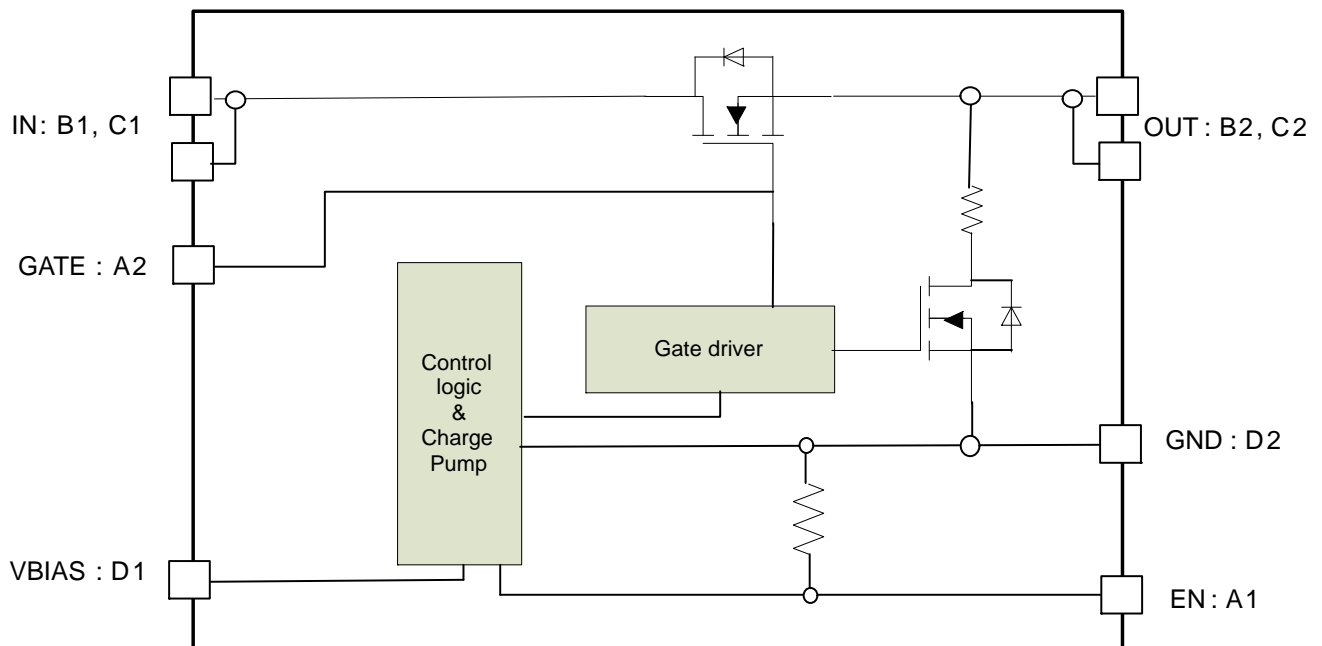 IN: B1, C1
OUT : B2, C2
GATE : A2
Gate driver
Control
logic
&
Charge
Pump
GND : D2
VBIAS : D1
EN : A1